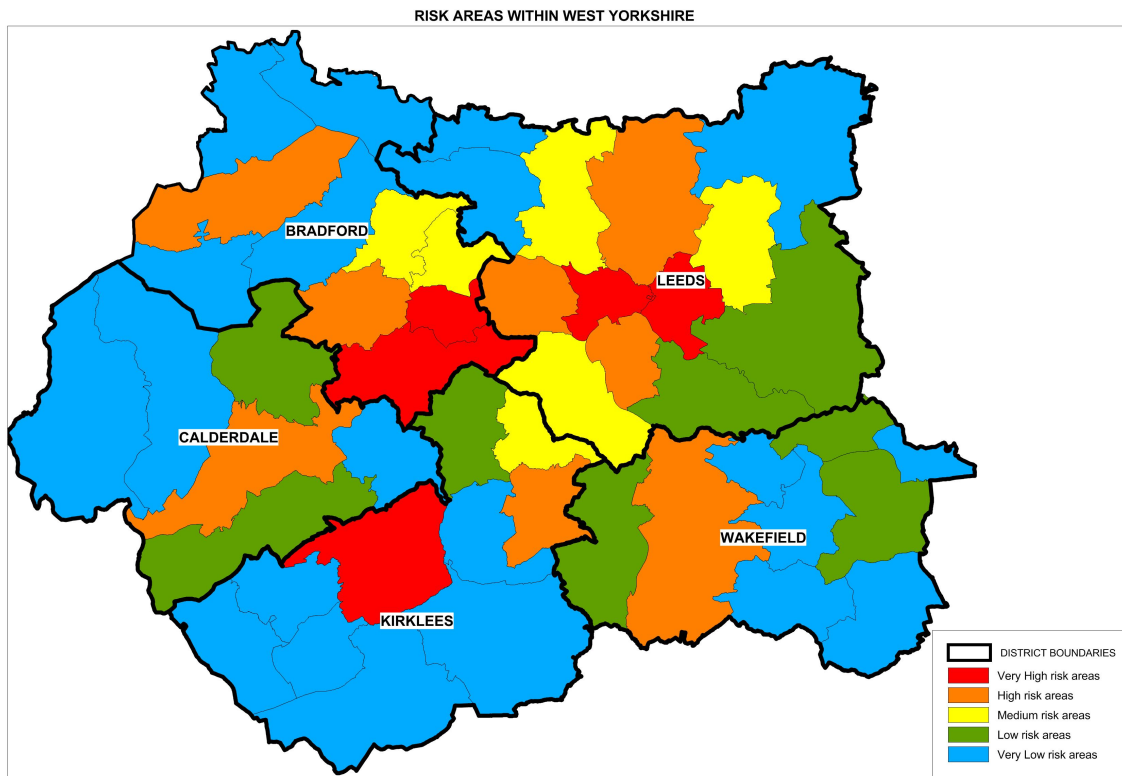 RISK AREAS WITHIN WEST YORKSHIRE
BRADFORD
LEEDS
CALDERDALE
WAKEFIELD
KIRKLEES
DISTRICT BOUNDARIES
Very High risk areas
High risk areas
Medium risk areas
Low risk areas
Very Low risk areas